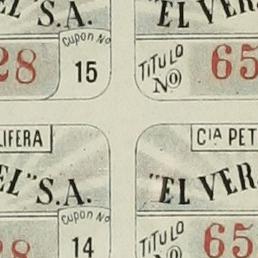 EL" S.A.
"EL VER
Cupon No
28
15
TITULO
No
65
LIFERA
CIA PET
EL" S.A.
"EL VER
Cupon No
28
14
TITULO
No
65